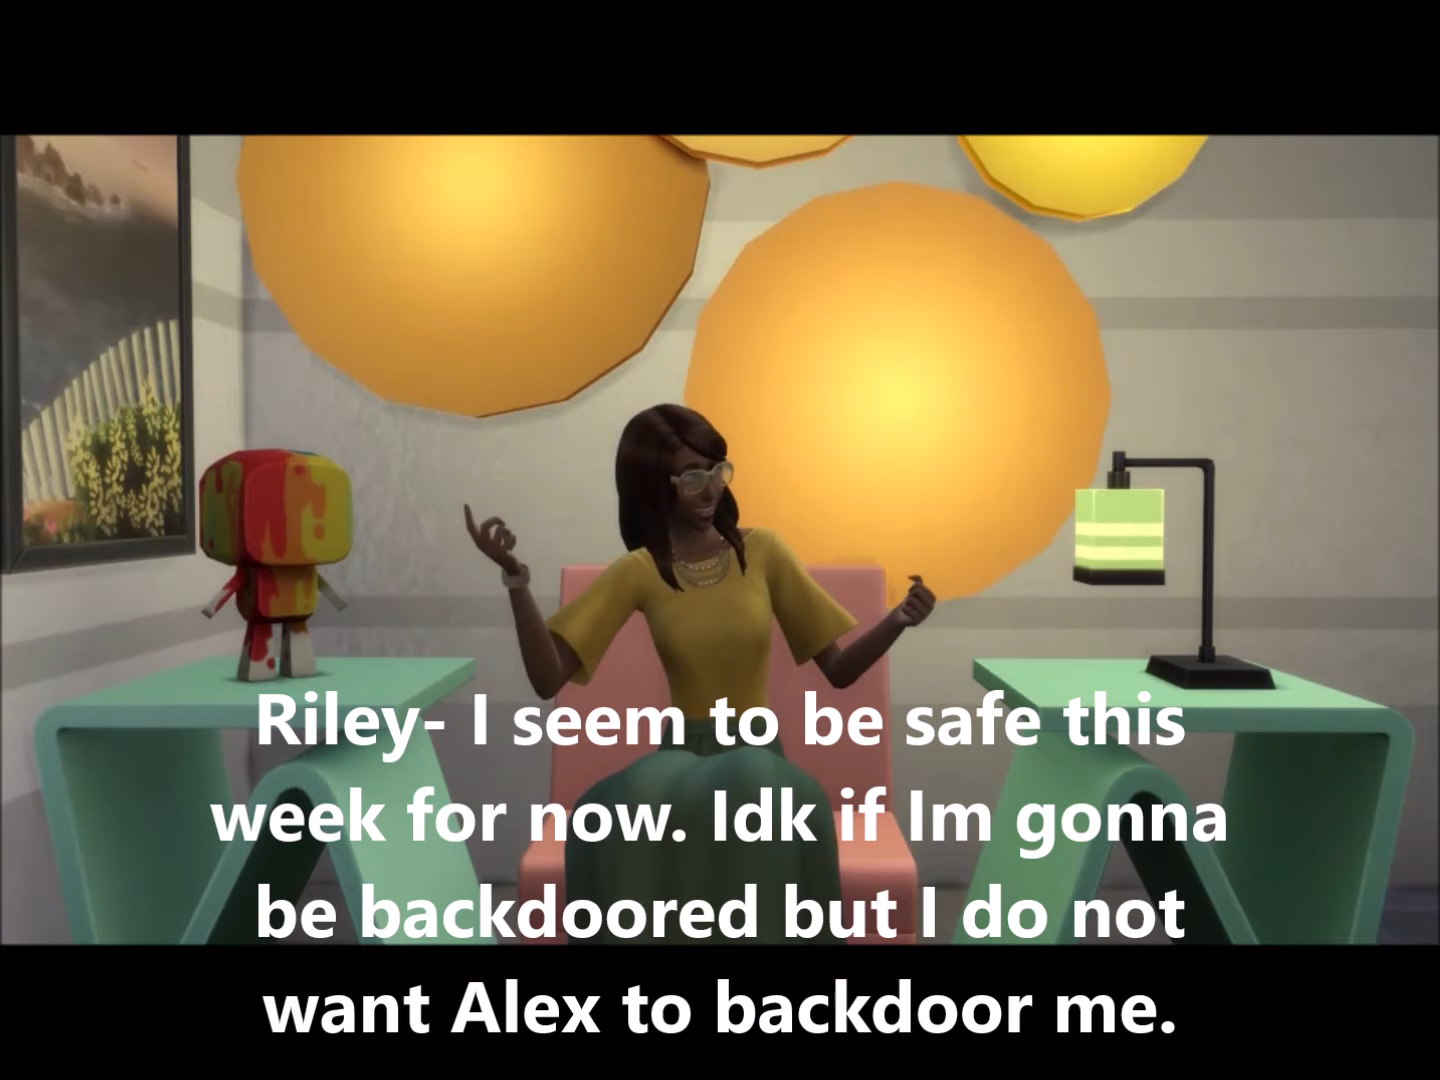 Riley- I seem to be safe this
week for now. Idk if Im gonna
be backdoored but I do not
want Alex to backdoor me.